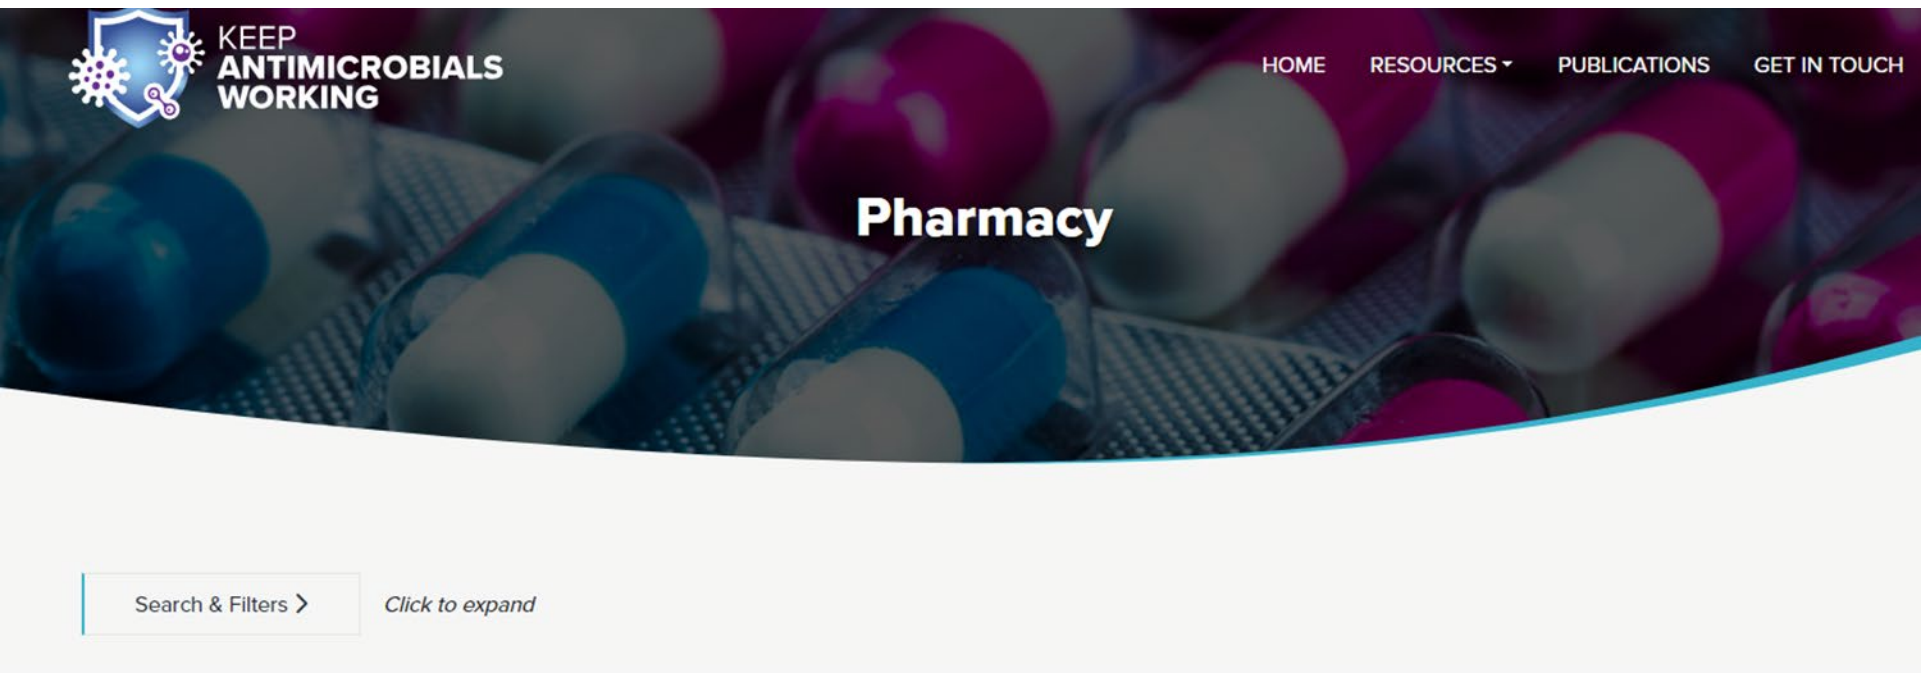 KEEP
ANTIMICROBIALS
WORKING
HOME RESOURCES PUBLICATIONS GET IN TOUCH
Pharmacy
Search & Filters Click to expand